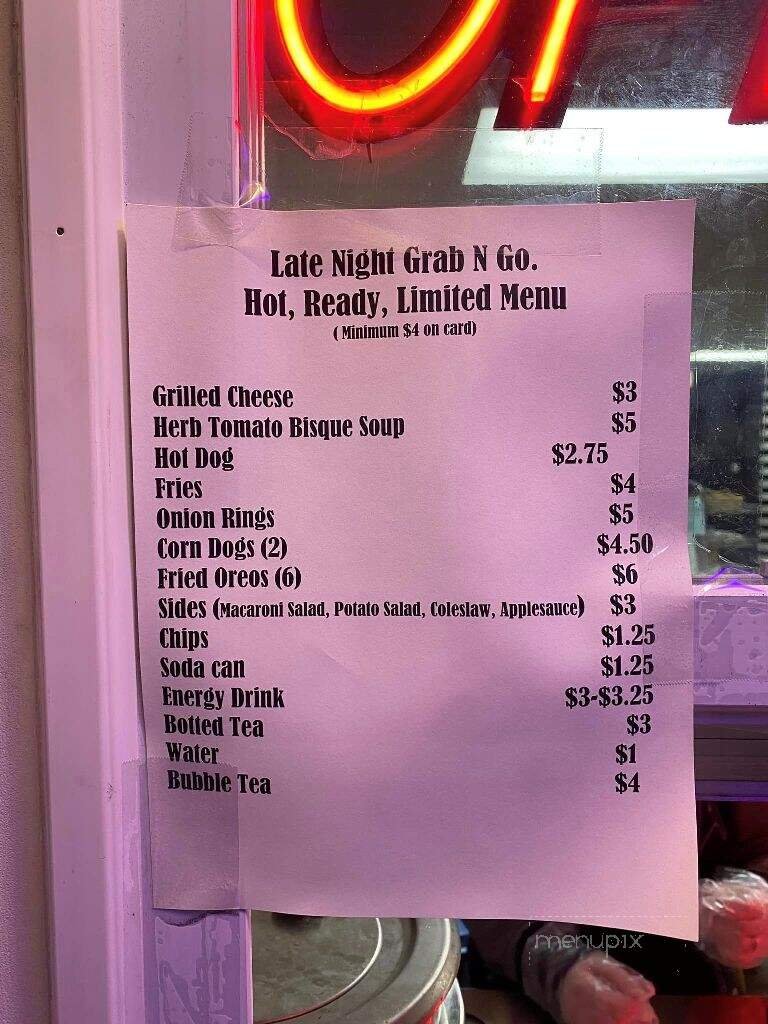 Late Night Grab N Go.
Hot, Ready, Limited Menu
( Minimum $4 on card)
Grilled Cheese $3
Herb Tomato Bisque Soup $5
Hot Dog $2.75
Fries $4
Onion Rings $5
Corn Dogs (2) $4.50
Fried Oreos (6) $6
Sides (Macaroni Salad, Potato Salad, Coleslaw, Applesauce) $3
Chips $1.25
Soda can $1.25
Energy Drink $3-$3.25
Botted Tea $3
Water $1
Bubble Tea $4
menupix